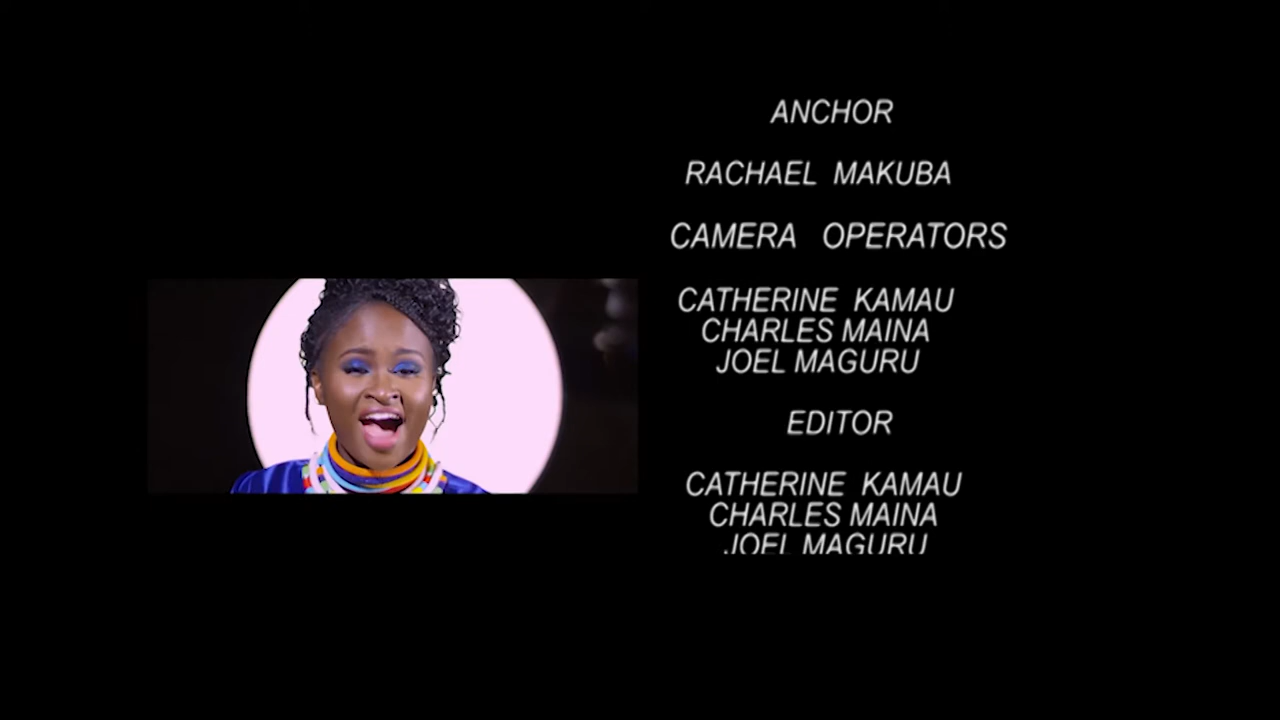 ANCHOR
RACHAEL MAKUBA
CAMERA OPERATORS
CATHERINE KAMAU
CHARLES MAINA
JOEL MAGURU
EDITOR
CATHERINE KAMAU
CHARLES MAINA
JOEL MAGURU